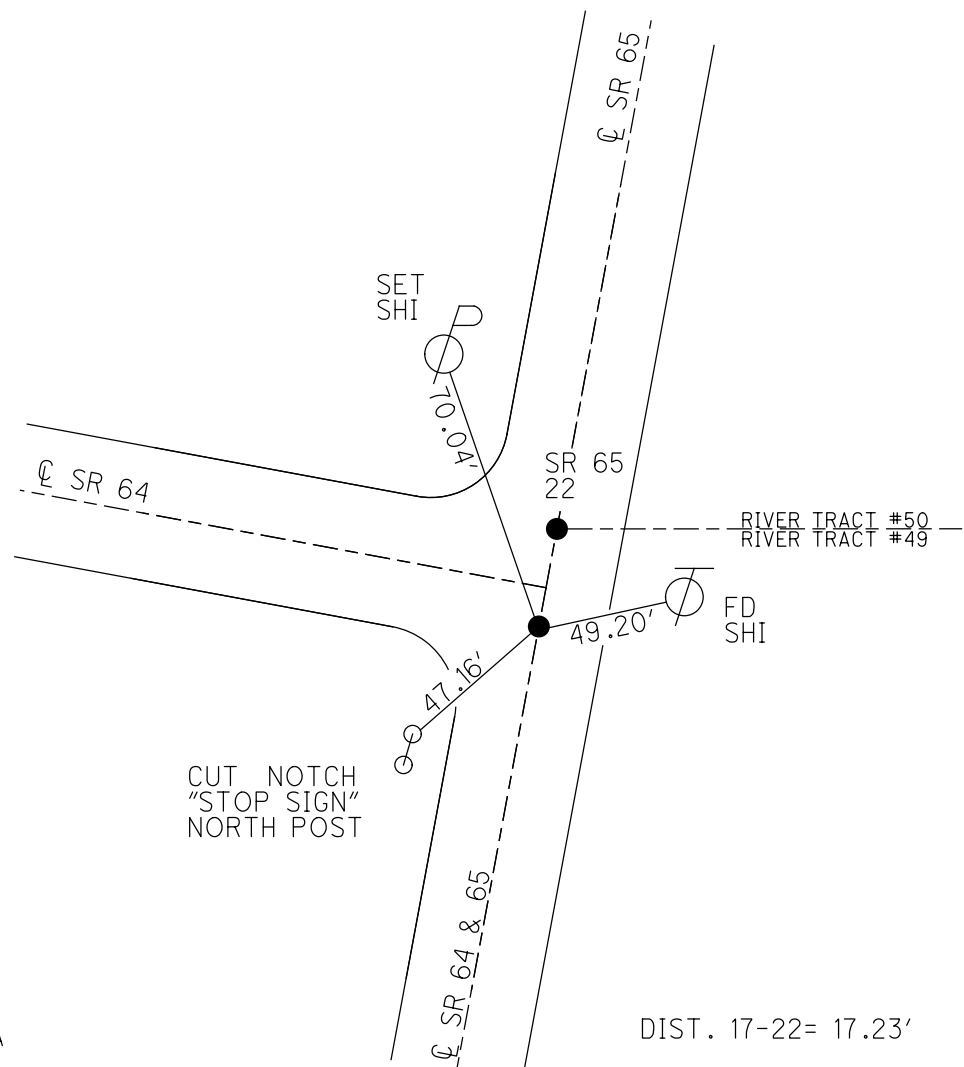 ℄ SR 65
SET
SHI
70.04'
℄ SR 64
SR 65
22
RIVER TRACT #50
RIVER TRACT #49
49.20'
FD
SHI
47.16'
CUT NOTCH
"STOP SIGN"
NORTH POST
℄ SR 64 & 65
DIST. 17-22= 17.23'